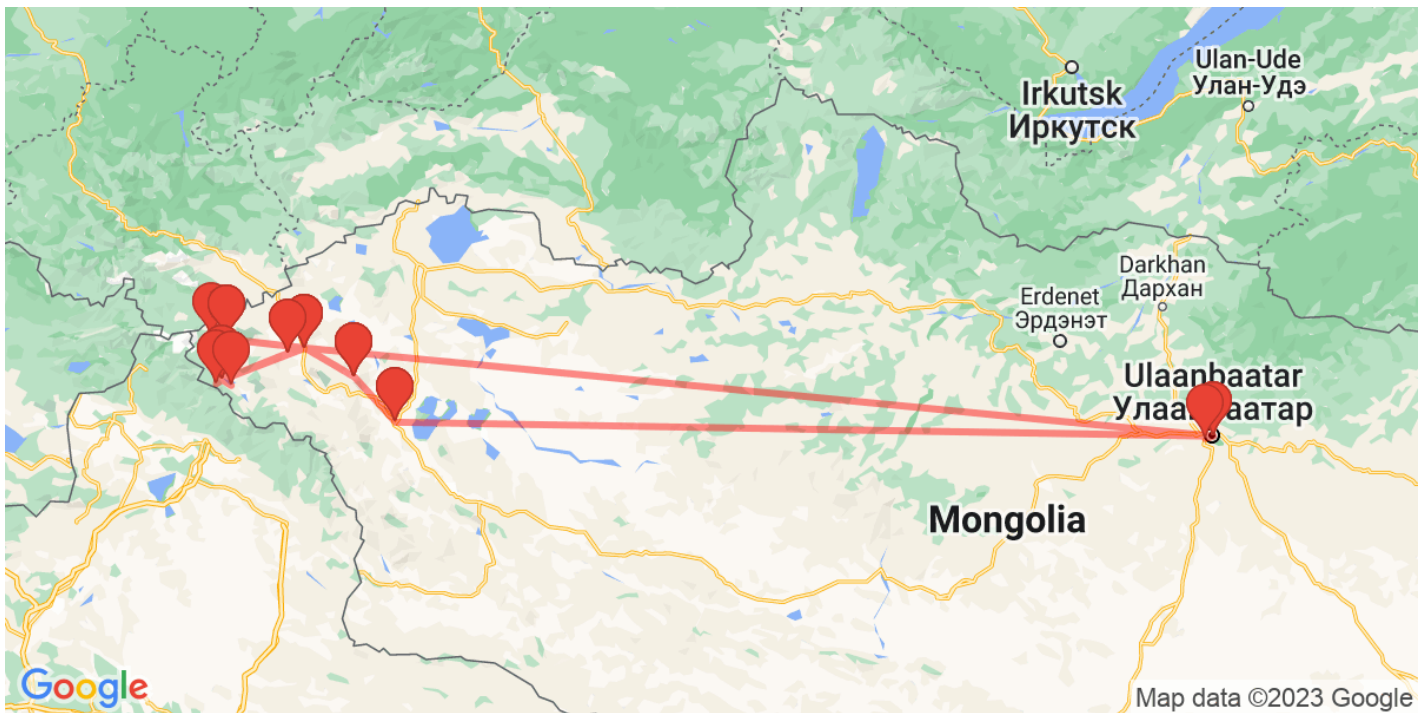 Ulan-Ude
Улан-Удэ
Irkutsk
Иркутск
Darkhan
Дархан
Erdenet
Эрдэнэт
Ulaanbaatar
Mongolia
Google
Map data ©2023 Google